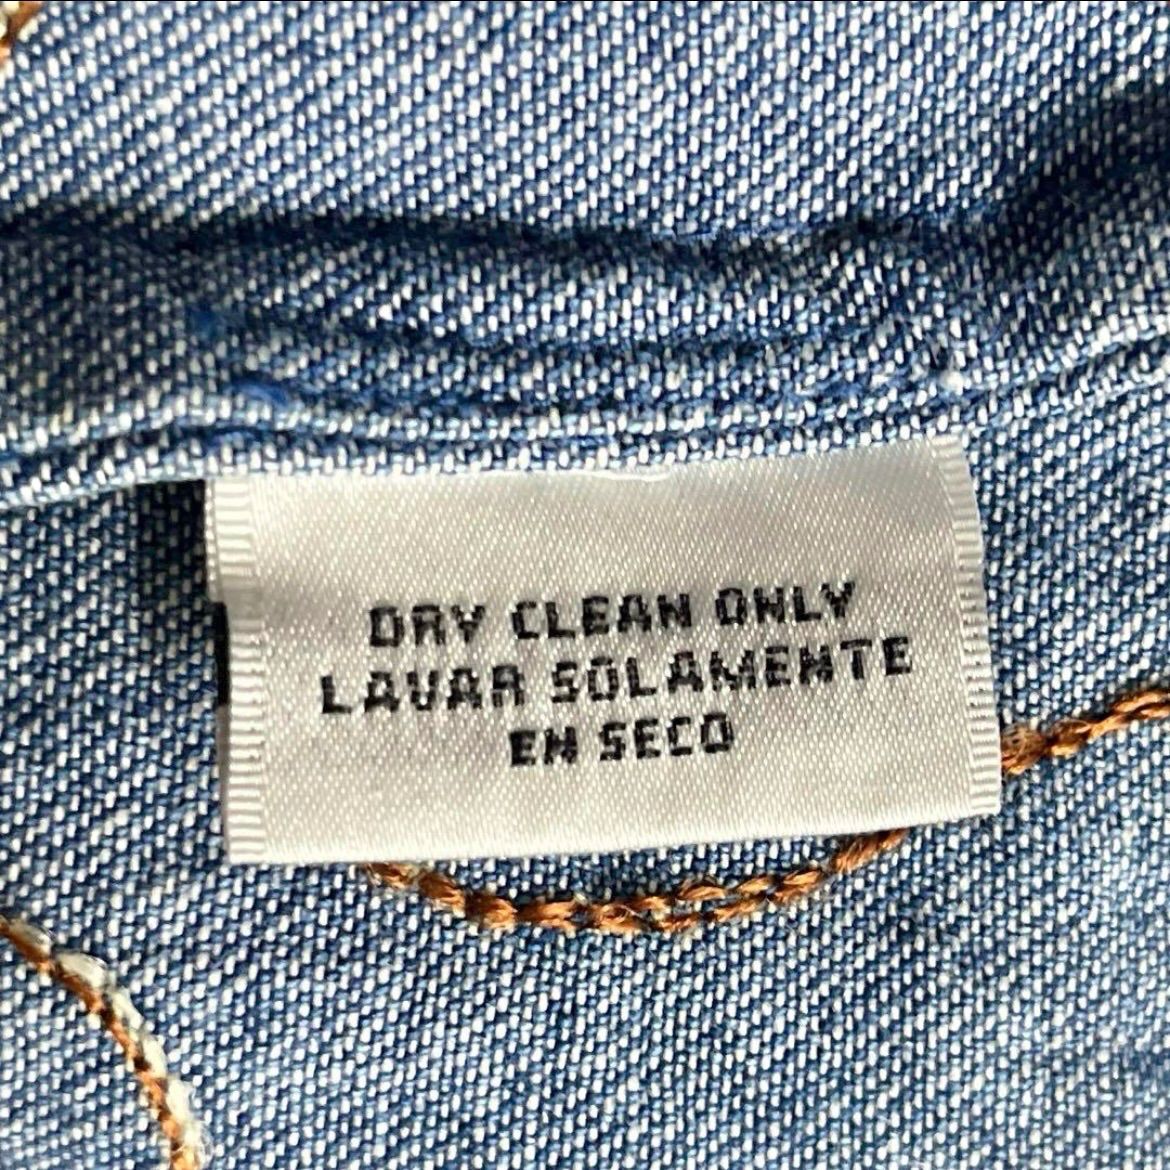 DRY CLEAN ONLY
LAVAR SOLAMENTE
EN SECO